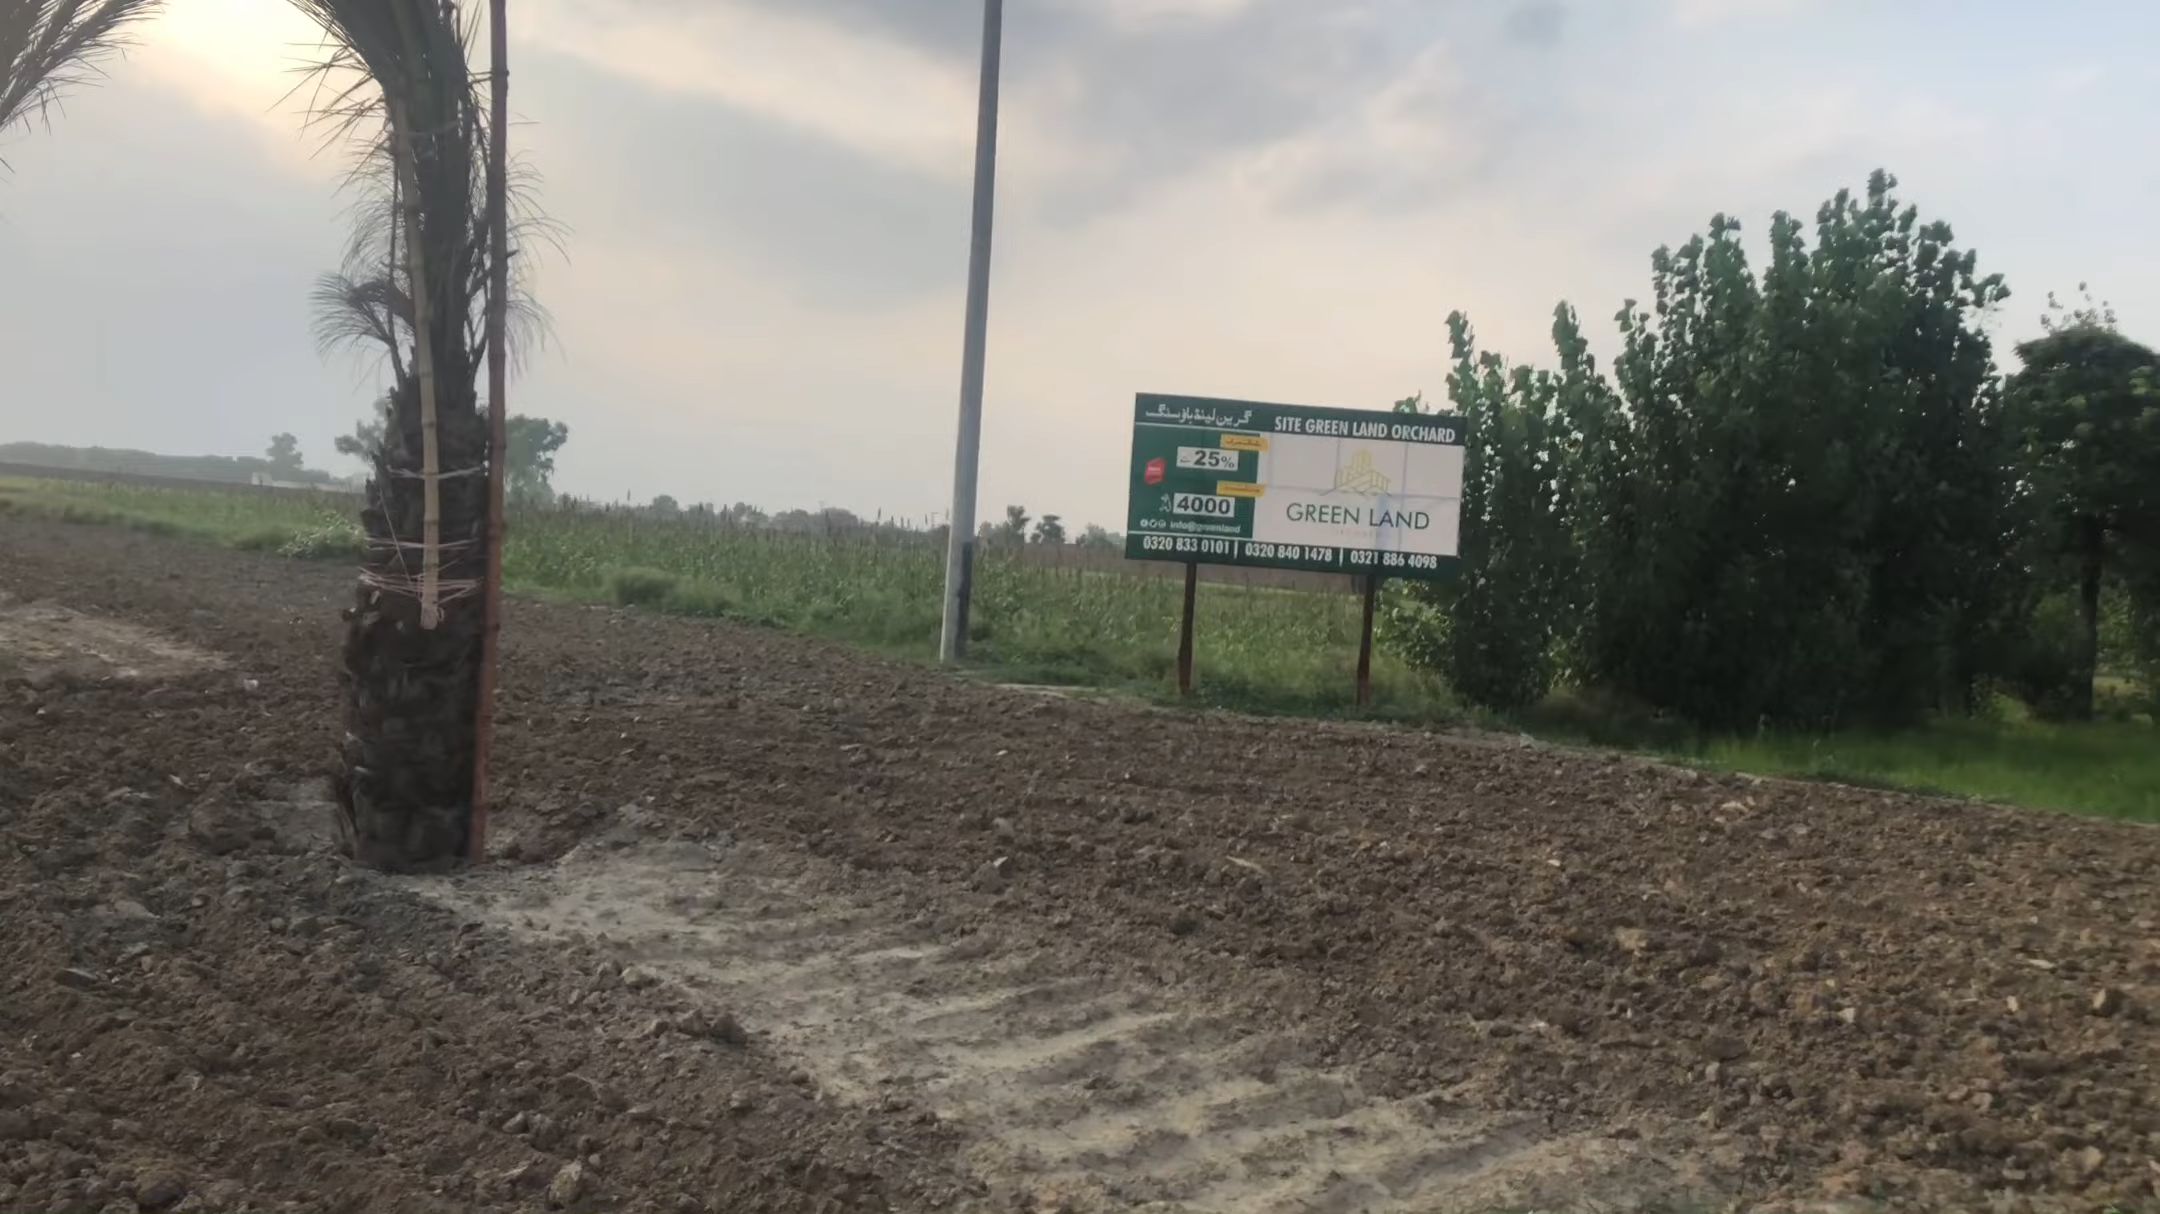 گرین لینڈ ہاؤسنگ
SITE GREEN LAND ORCHARD
25%
4000
info@greenland
GREEN LAND
0320 833 0101 | 0320 840 1478 | 0321 886 4098